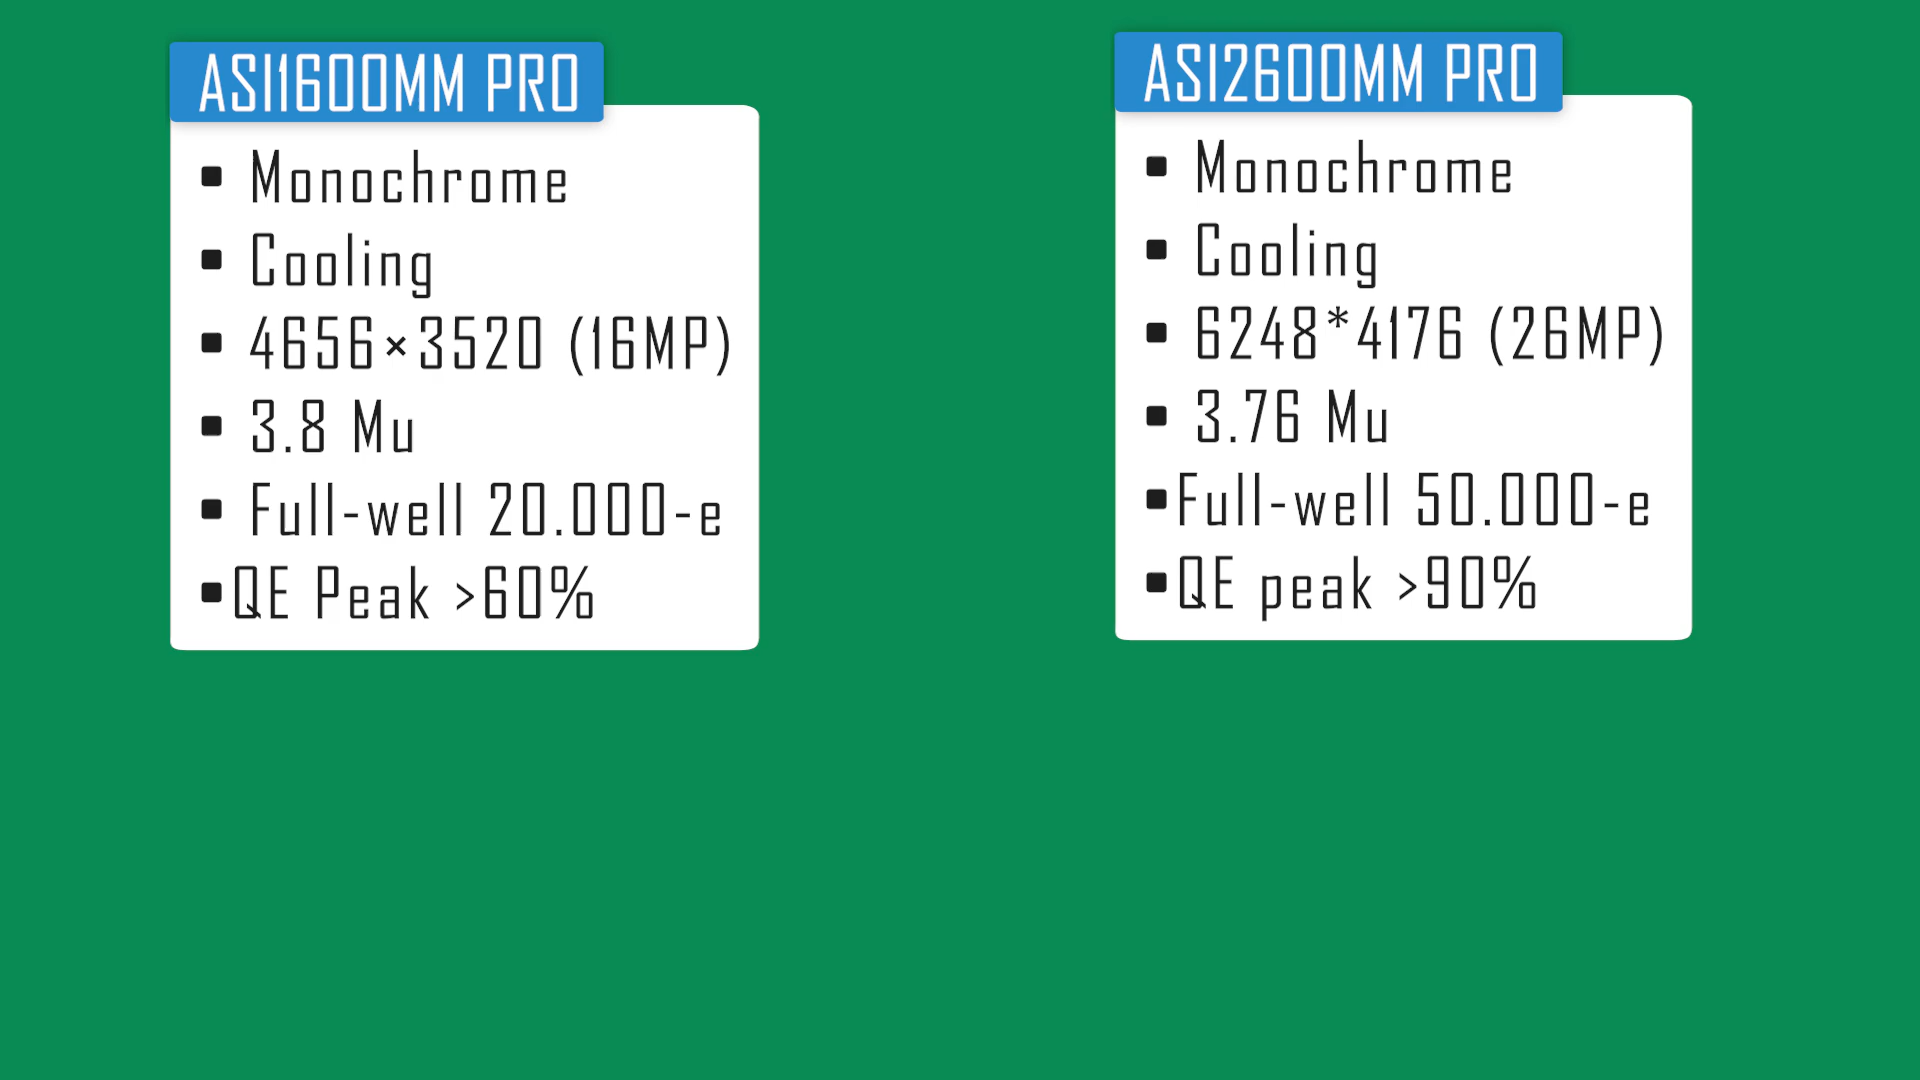 ASI1600MM PRO
▪ Monochrome
▪ Cooling
▪ 4656×3520 (16MP)
▪ 3.8 Mu
▪ Full-well 20.000-e
▪QE Peak >60%
ASI2600MM PRO
▪ Monochrome
▪ Cooling
▪ 6248*4176 (26MP)
▪ 3.76 Mu
▪Full-well 50.000-e
▪QE peak >90%